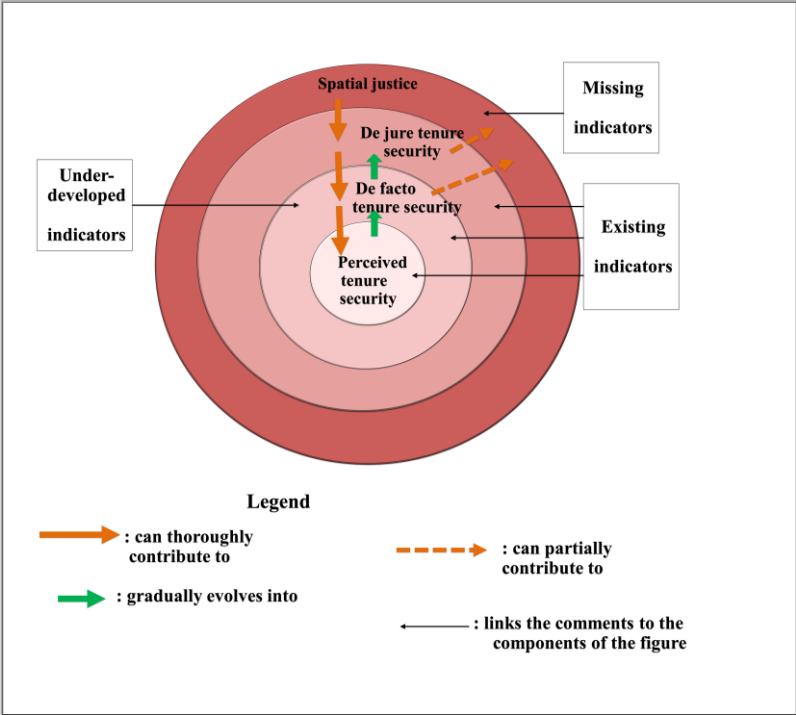 Spatial justice
Missing
indicators
De jure tenure
security
Under-
developed
indicators
De facto
tenure security
Existing
indicators
Perceived
tenure
security
Legend
: can thoroughly
contribute to
: can partially
contribute to
: gradually evolves into
: links the comments to the
components of the figure